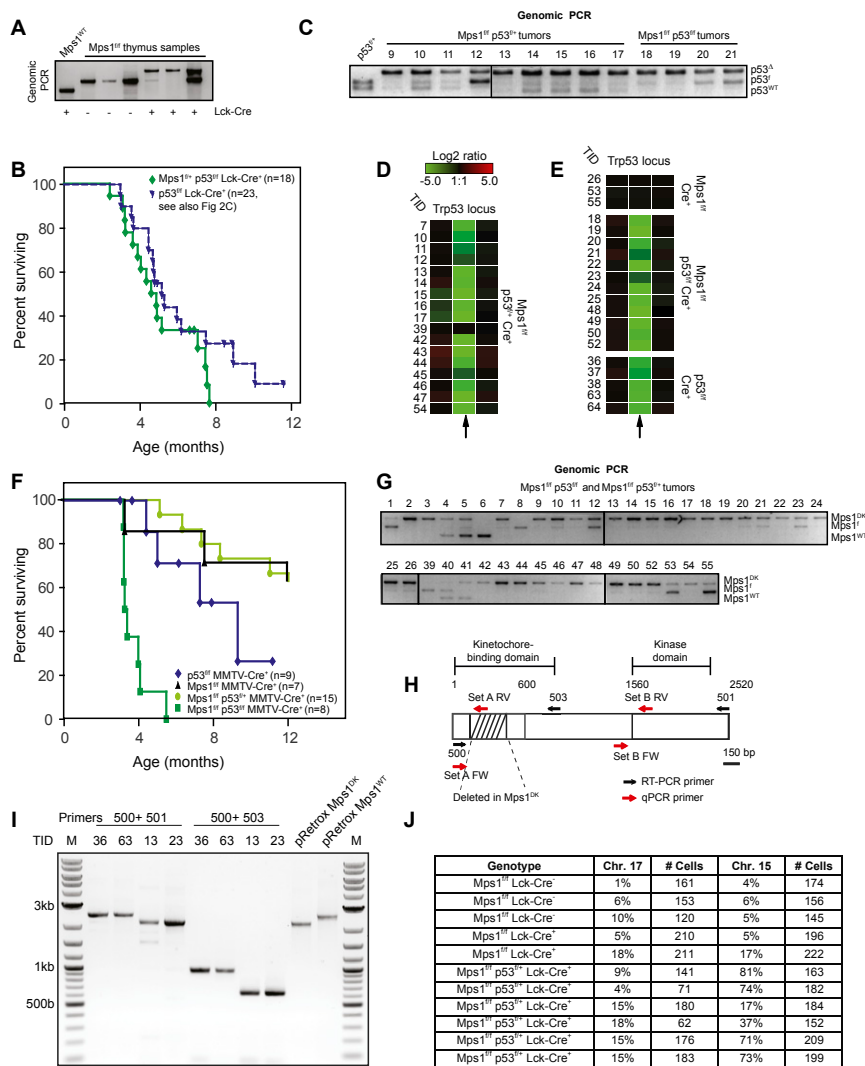 A
Mps1WT
Mps1f/f thymus samples
Genomic
PCR
+ - - - + + + Lck-Cre
C
Genomic PCR
p53f/+
Mps1f/f p53f/+ tumors
Mps1f/f p53f/f tumors
9 10 11 12 13 14 15 16 17 18 19 20 21
p53Δ
p53f
p53WT
B
Mps1f/+ p53f/f Lck-Cre+ (n=18)
p53f/f Lck-Cre+ (n=23,
see also Fig 2C)
Percent surviving
100
80
60
40
20
0
0 4 8 12
Age (months)
D
Log2 ratio
-5.0 1:1 5.0
TID
Trp53 locus
7
10
11
12
13
14
15
16
17
39
42
43
44
45
46
47
54
Mps1f/f
p53f/+ Cre+
E
TID
Trp53 locus
26
53
55
Mps1f/f
Cre+
18
19
20
21
22
23
24
25
48
49
50
52
Mps1f/f
p53f/f Cre+
36
37
38
63
64
p53f/f
Cre+
F
Percent surviving
100
80
60
40
20
0
p53f/f MMTV-Cre+ (n=9)
Mps1f/f MMTV-Cre+ (n=7)
Mps1f/f p53f/+ MMTV-Cre+ (n=15)
Mps1f/f p53f/f MMTV-Cre+ (n=8)
0 4 8 12
Age (months)
G
Genomic PCR
Mps1f/f p53f/f and Mps1f/f p53f/+ tumors
1 2 3 4 5 6 7 8 9 10 11 12 13 14 15 16 17 18 19 20 21 22 23 24
Mps1DK
Mps1f
Mps1WT
25 26 39 40 41 42 43 44 45 46 47 48 49 50 52 53 54 55
Mps1DK
Mps1f
Mps1WT
H
Kinetochore-
binding domain
Kinase
domain
1 600 1560 2520
Set A RV 503 Set B RV 501
500
Set A FW
Set B FW
150 bp
Deleted in Mps1DK
RT-PCR primer
qPCR primer
I
Primers 500+ 501 500+ 503 pRetrox Mps1DK pRetrox Mps1WT
TID M 36 63 13 23 36 63 13 23 M
3kb
1kb
500b
J
Genotype Chr. 17 # Cells Chr. 15 # Cells
Mps1f/f Lck-Cre- 1% 161 4% 174
Mps1f/f Lck-Cre- 6% 153 6% 156
Mps1f/f Lck-Cre- 10% 120 5% 145
Mps1f/f Lck-Cre+ 5% 210 5% 196
Mps1f/f Lck-Cre+ 18% 211 17% 222
Mps1f/f p53f/+ Lck-Cre+ 9% 141 81% 163
Mps1f/f p53f/+ Lck-Cre+ 4% 71 74% 182
Mps1f/f p53f/+ Lck-Cre+ 15% 180 17% 184
Mps1f/f p53f/+ Lck-Cre+ 18% 62 37% 152
Mps1f/f p53f/+ Lck-Cre+ 15% 176 71% 209
Mps1f/f p53f/+ Lck-Cre+ 15% 183 73% 199